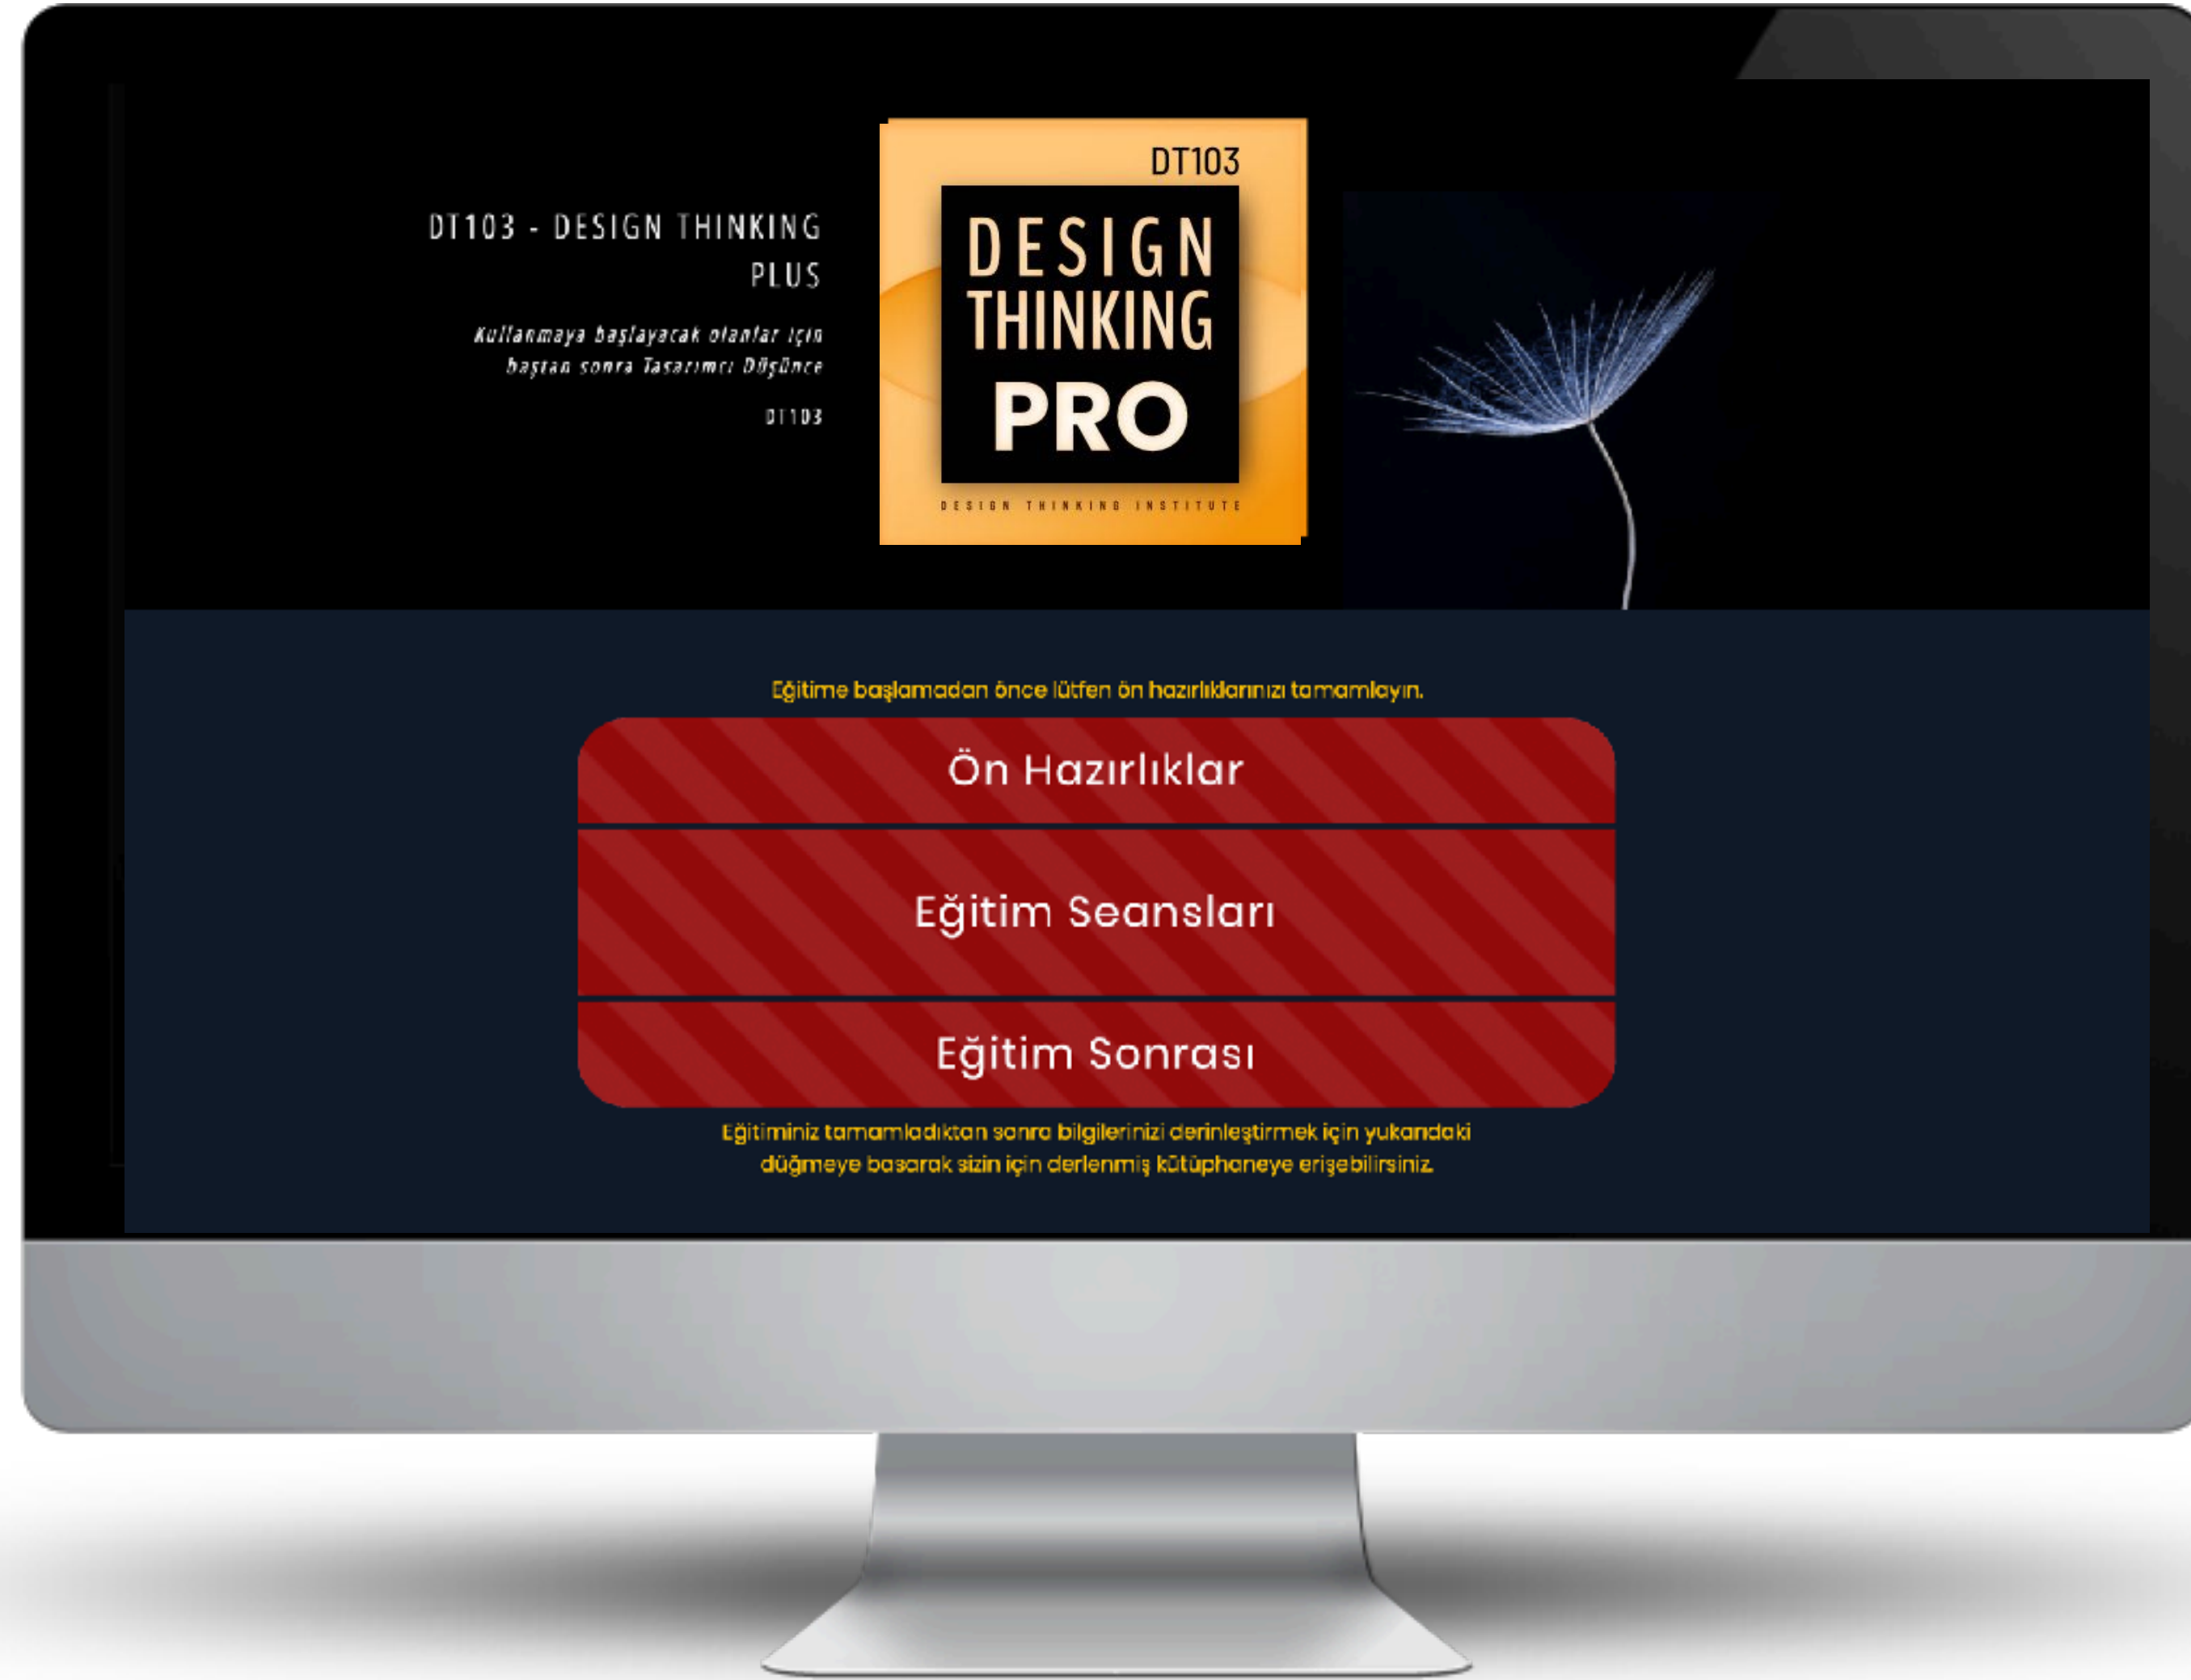 DT103 - DESIGN THINKING
PLUS
Kullanmaya başlayacak olanlar için
baştan sonra Tasarımcı Düşünce
DT103
DT103
DESIGN
THINKING
PRO
DESIGN THINKING INSTITUTE
Eğitime başlamadan önce lütfen ön hazırlıklarınızı tamamlayın.
Ön Hazırlıklar
Eğitim Seansları
Eğitim Sonrası
Eğitiminiz tamamladıktan sonra bilgilerinizi derinleştirmek için yukarıdaki
düğmeye basarak sizin için derlenmiş kütüphaneye erişebilirsiniz.